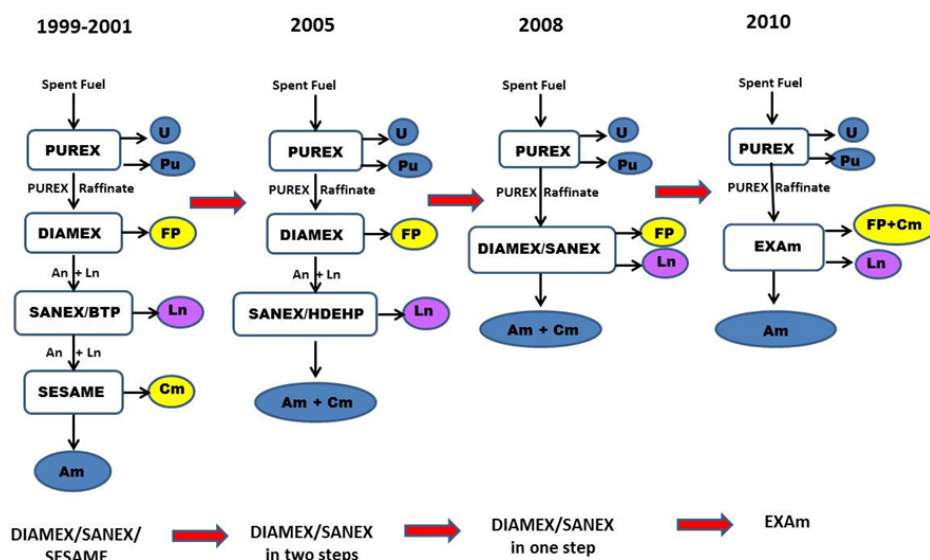 1999-2001
Spent Fuel
PUREX
U
Pu
PUREX Raffinate
DIAMEX
FP
An + Ln
SANEX/BTP
Ln
An + Ln
SESAME
Cm
Am
2005
Spent Fuel
PUREX
U
Pu
PUREX Raffinate
DIAMEX
FP
An + Ln
SANEX/HDEHP
Ln
Am + Cm
2008
Spent Fuel
PUREX
U
Pu
PUREX Raffinate
DIAMEX/SANEX
FP
Ln
Am + Cm
2010
Spent Fuel
PUREX
U
Pu
PUREX Raffinate
EXAm
FP+Cm
Ln
Am
DIAMEX/SANEX/
SESAME
DIAMEX/SANEX
in two steps
DIAMEX/SANEX
in one step
EXAm